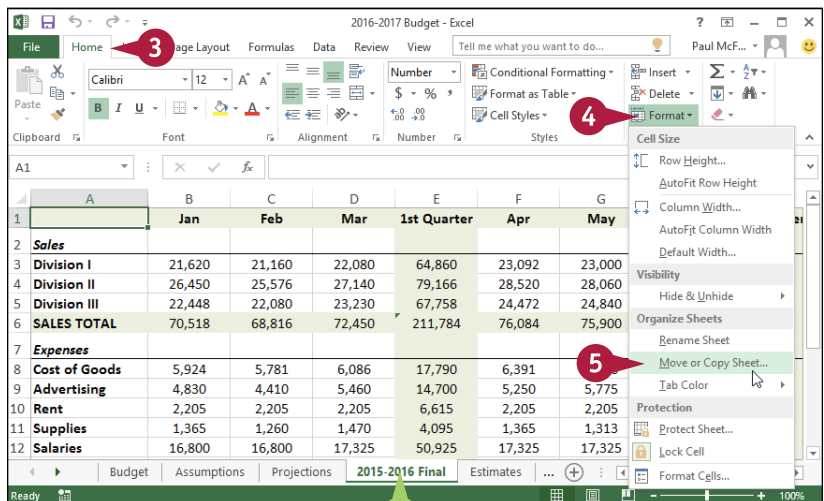 2016-2017 Budget - Excel
File Home age Layout Formulas Data Review View Tell me what you want to do... Paul McF...
3
Calibri 12 Number Conditional Formatting Insert
Paste B I U $ % Format as Table Delete
Cell Styles 4 Format
Clipboard Font Alignment Number Styles
Cell Size
Row Height...
AutoFit Row Height
Column Width...
AutoFit Column Width
Default Width...
Visibility
Hide & Unhide
Organize Sheets
Rename Sheet
5 Move or Copy Sheet...
Tab Color
Protection
Protect Sheet...
Lock Cell
Format Cells...
A1 fx
A B C D E F G
1 Jan Feb Mar 1st Quarter Apr May
2 Sales
3 Division I 21,620 21,160 22,080 64,860 23,092 23,000
4 Division II 26,450 25,576 27,140 79,166 28,520 28,060
5 Division III 22,448 22,080 23,230 67,758 24,472 24,840
6 SALES TOTAL 70,518 68,816 72,450 211,784 76,084 75,900
7 Expenses
8 Cost of Goods 5,924 5,781 6,086 17,790 6,391
9 Advertising 4,830 4,410 5,460 14,700 5,250 5,775
10 Rent 2,205 2,205 2,205 6,615 2,205 2,205
11 Supplies 1,365 1,260 1,470 4,095 1,365 1,313
12 Salaries 16,800 16,800 17,325 50,925 17,325 17,325
Budget Assumptions Projections 2015-2016 Final Estimates ...
Ready 100%